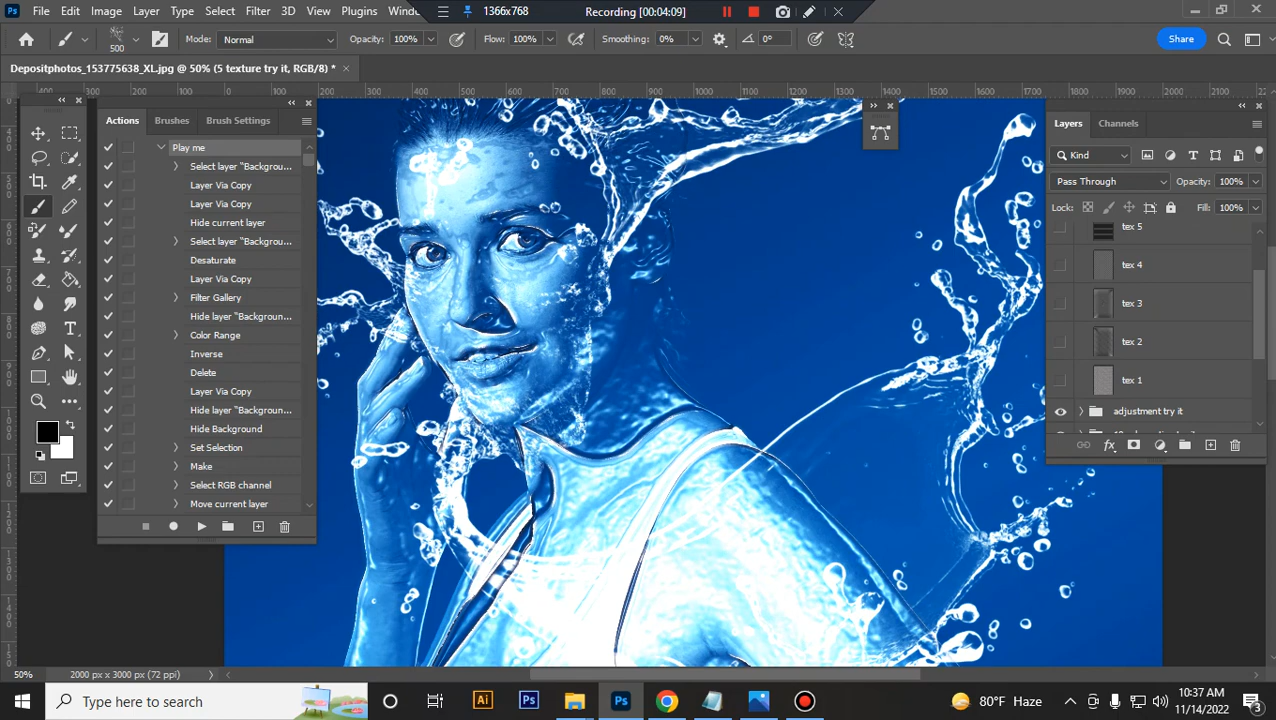 1366x768
Recording [00:04:09]
Ps File Edit Image Layer Type Select Filter 3D View Plugins
500 Mode: Normal Opacity: 100% Flow: 100% Smoothing: 0% 0° Share
Depositphotos_153775638_XL.jpg @ 50% (5 texture try it, RGB/8) *
Actions Brushes Brush Settings
Play me
Select layer "Backgrou...
Layer Via Copy
Layer Via Copy
Hide current layer
Select layer "Backgrou...
Desaturate
Layer Via Copy
Filter Gallery
Hide layer "Backgroun...
Color Range
Inverse
Delete
Layer Via Copy
Hide layer "Backgroun...
Hide Background
Set Selection
Make
Select RGB channel
Move current layer
Layers Channels
Kind
Pass Through Opacity: 100%
Lock: Fill: 100%
tex 5
tex 4
tex 3
tex 2
tex 1
adjustment try it
50% 2000 px x 3000 px (72 ppi)
Type here to search
Ai Ps Ps
80°F Haze
10:37 AM
11/14/2022
3